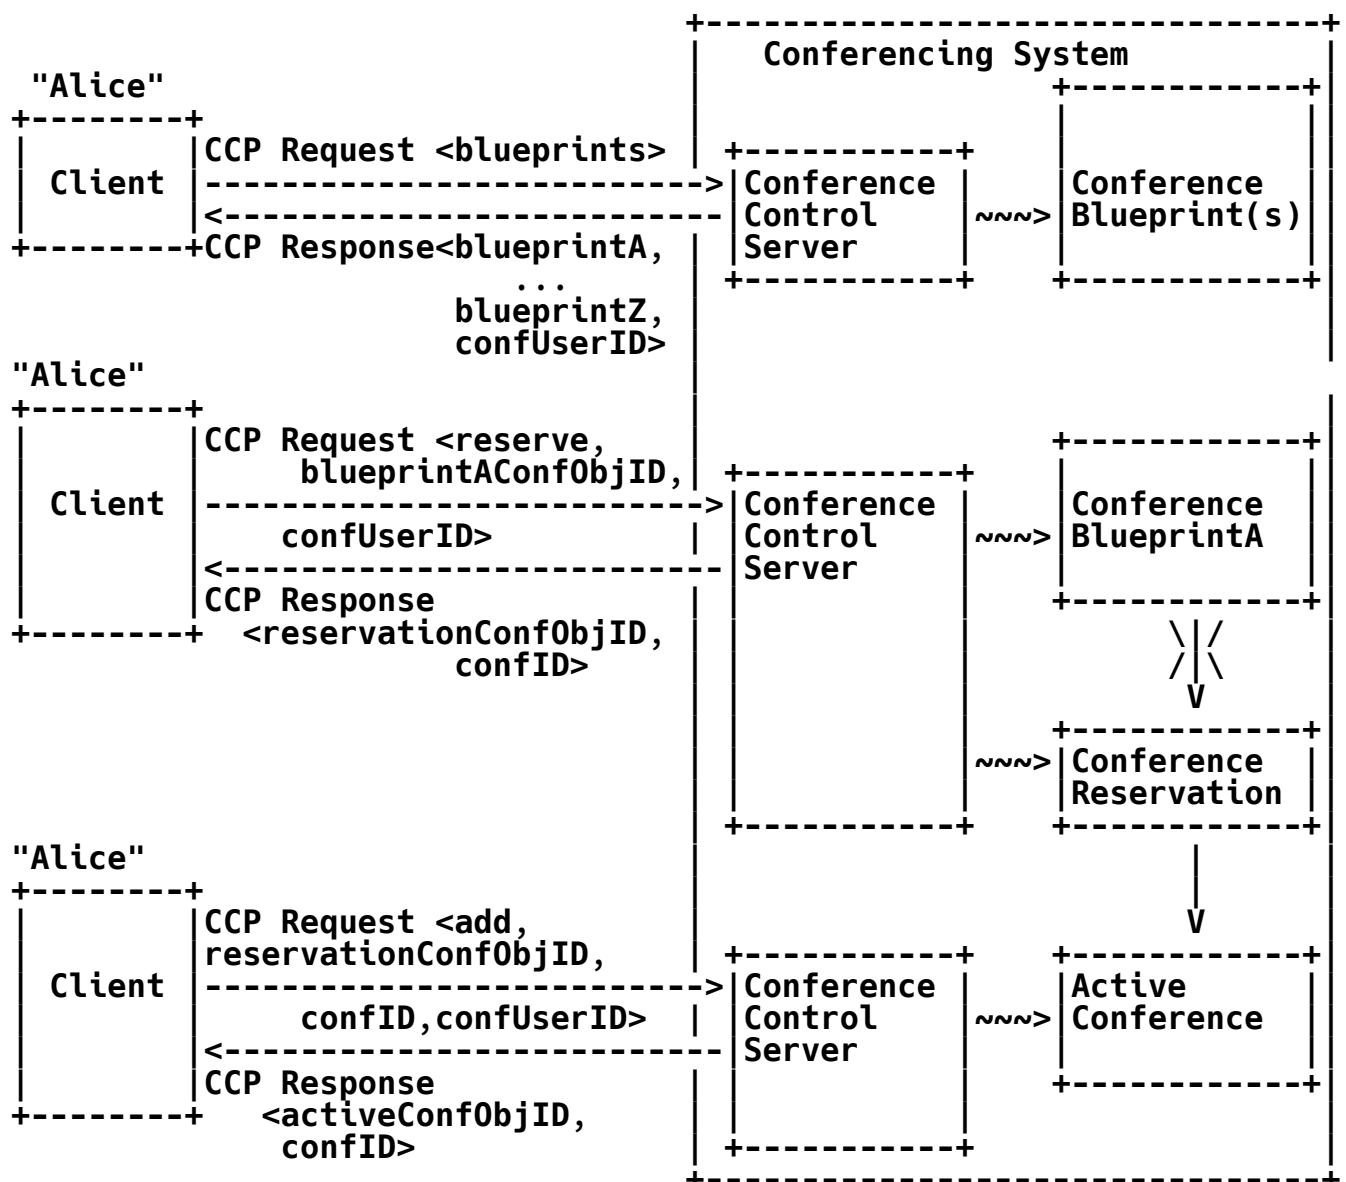 Conferencing System
"Alice"
CCP Request <blueprints>
Client
Conference
Control
Server
~~~>
Conference
Blueprint(s)
CCP Response<blueprintA,
...
blueprintZ,
confUserID>
"Alice"
CCP Request <reserve,
blueprintAConfObjID,
Client
confUserID>
Conference
Control
Server
~~~>
Conference
BlueprintA
CCP Response
<reservationConfObjID,
confID>
\|/
/|\
V
~~~>
Conference
Reservation
"Alice"
V
CCP Request <add,
reservationConfObjID,
Client
confID,confUserID>
Conference
Control
Server
~~~>
Active
Conference
CCP Response
<activeConfObjID,
confID>